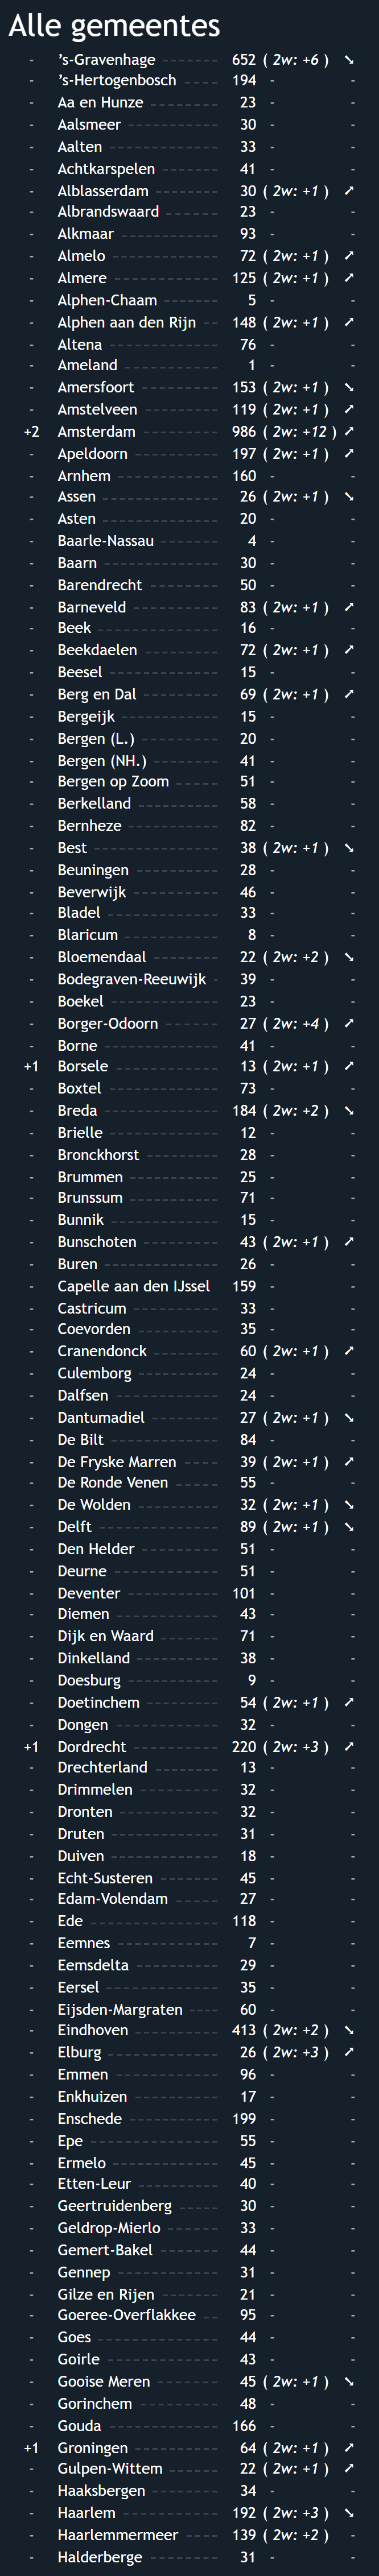 Alle gemeentes
- 's-Gravenhage 652 ( 2w: +6 ) ➘
- 's-Hertogenbosch 194 - -
- Aa en Hunze 23 - -
- Aalsmeer 30 - -
- Aalten 33 - -
- Achtkarspelen 41 - -
- Alblasserdam 30 ( 2w: +1 ) ➚
- Albrandswaard 23 - -
- Alkmaar 93 - -
- Almelo 72 ( 2w: +1 ) ➚
- Almere 125 ( 2w: +1 ) ➚
- Alphen-Chaam 5 - -
- Alphen aan den Rijn 148 ( 2w: +1 ) ➚
- Altena 76 - -
- Ameland 1 - -
- Amersfoort 153 ( 2w: +1 ) ➘
- Amstelveen 119 ( 2w: +1 ) ➚
+2 Amsterdam 986 ( 2w: +12 ) ➚
- Apeldoorn 197 ( 2w: +1 ) ➚
- Arnhem 160 - -
- Assen 26 ( 2w: +1 ) ➘
- Asten 20 - -
- Baarle-Nassau 4 - -
- Baarn 30 - -
- Barendrecht 50 - -
- Barneveld 83 ( 2w: +1 ) ➚
- Beek 16 - -
- Beekdaelen 72 ( 2w: +1 ) ➚
- Beesel 15 - -
- Berg en Dal 69 ( 2w: +1 ) ➚
- Bergeijk 15 - -
- Bergen (L.) 20 - -
- Bergen (NH.) 41 - -
- Bergen op Zoom 51 - -
- Berkelland 58 - -
- Bernheze 82 - -
- Best 38 ( 2w: +1 ) ➘
- Beuningen 28 - -
- Beverwijk 46 - -
- Bladel 33 - -
- Blaricum 8 - -
- Bloemendaal 22 ( 2w: +2 ) ➘
- Bodegraven-Reeuwijk 39 - -
- Boekel 23 - -
- Borger-Odoorn 27 ( 2w: +4 ) ➚
- Borne 41 - -
+1 Borsele 13 ( 2w: +1 ) ➚
- Boxtel 73 - -
- Breda 184 ( 2w: +2 ) ➘
- Brielle 12 - -
- Bronckhorst 28 - -
- Brummen 25 - -
- Brunssum 71 - -
- Bunnik 15 - -
- Bunschoten 43 ( 2w: +1 ) ➚
- Buren 26 - -
- Capelle aan den IJssel 159 - -
- Castricum 33 - -
- Coevorden 35 - -
- Cranendonck 60 ( 2w: +1 ) ➚
- Culemborg 24 - -
- Dalfsen 24 - -
- Dantumadiel 27 ( 2w: +1 ) ➘
- De Bilt 84 - -
- De Fryske Marren 39 ( 2w: +1 ) ➚
- De Ronde Venen 55 - -
- De Wolden 32 ( 2w: +1 ) ➘
- Delft 89 ( 2w: +1 ) ➘
- Den Helder 51 - -
- Deurne 51 - -
- Deventer 101 - -
- Diemen 43 - -
- Dijk en Waard 71 - -
- Dinkelland 38 - -
- Doesburg 9 - -
- Doetinchem 54 ( 2w: +1 ) ➚
- Dongen 32 - -
+1 Dordrecht 220 ( 2w: +3 ) ➚
- Drechterland 13 - -
- Drimmelen 32 - -
- Dronten 32 - -
- Druten 31 - -
- Duiven 18 - -
- Echt-Susteren 45 - -
- Edam-Volendam 27 - -
- Ede 118 - -
- Eemnes 7 - -
- Eemsdelta 29 - -
- Eersel 35 - -
- Eijsden-Margraten 60 - -
- Eindhoven 413 ( 2w: +2 ) ➘
- Elburg 26 ( 2w: +3 ) ➚
- Emmen 96 - -
- Enkhuizen 17 - -
- Enschede 199 - -
- Epe 55 - -
- Ermelo 45 - -
- Etten-Leur 40 - -
- Geertruidenberg 30 - -
- Geldrop-Mierlo 33 - -
- Gemert-Bakel 44 - -
- Gennep 31 - -
- Gilze en Rijen 21 - -
- Goeree-Overflakkee 95 - -
- Goes 44 - -
- Goirle 43 - -
- Gooise Meren 45 ( 2w: +1 ) ➘
- Gorinchem 48 - -
- Gouda 166 - -
+1 Groningen 64 ( 2w: +1 ) ➚
- Gulpen-Wittem 22 ( 2w: +1 ) ➚
- Haaksbergen 34 - -
- Haarlem 192 ( 2w: +3 ) ➘
- Haarlemmermeer 139 ( 2w: +2 ) -
- Halderberge 31 - -